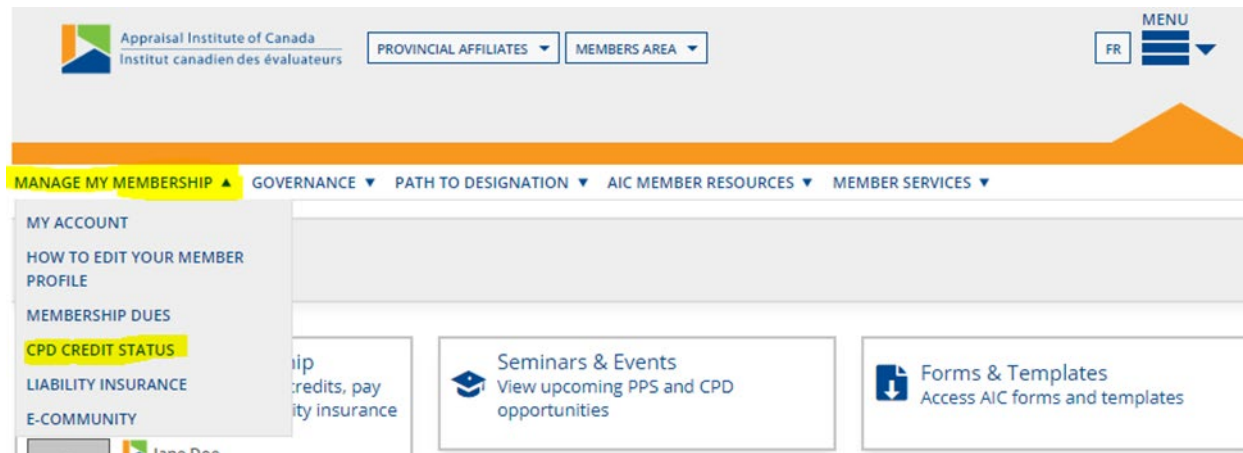 MENU
Appraisal Institute of Canada
Institut canadien des évaluateurs
PROVINCIAL AFFILIATES MEMBERS AREA
FR
MANAGE MY MEMBERSHIP GOVERNANCE PATH TO DESIGNATION AIC MEMBER RESOURCES MEMBER SERVICES
MY ACCOUNT
HOW TO EDIT YOUR MEMBER
PROFILE
MEMBERSHIP DUES
CPD CREDIT STATUS
LIABILITY INSURANCE
E-COMMUNITY
credits, pay
insurance
Seminars & Events
View upcoming PPS and CPD
opportunities
Forms & Templates
Access AIC forms and templates